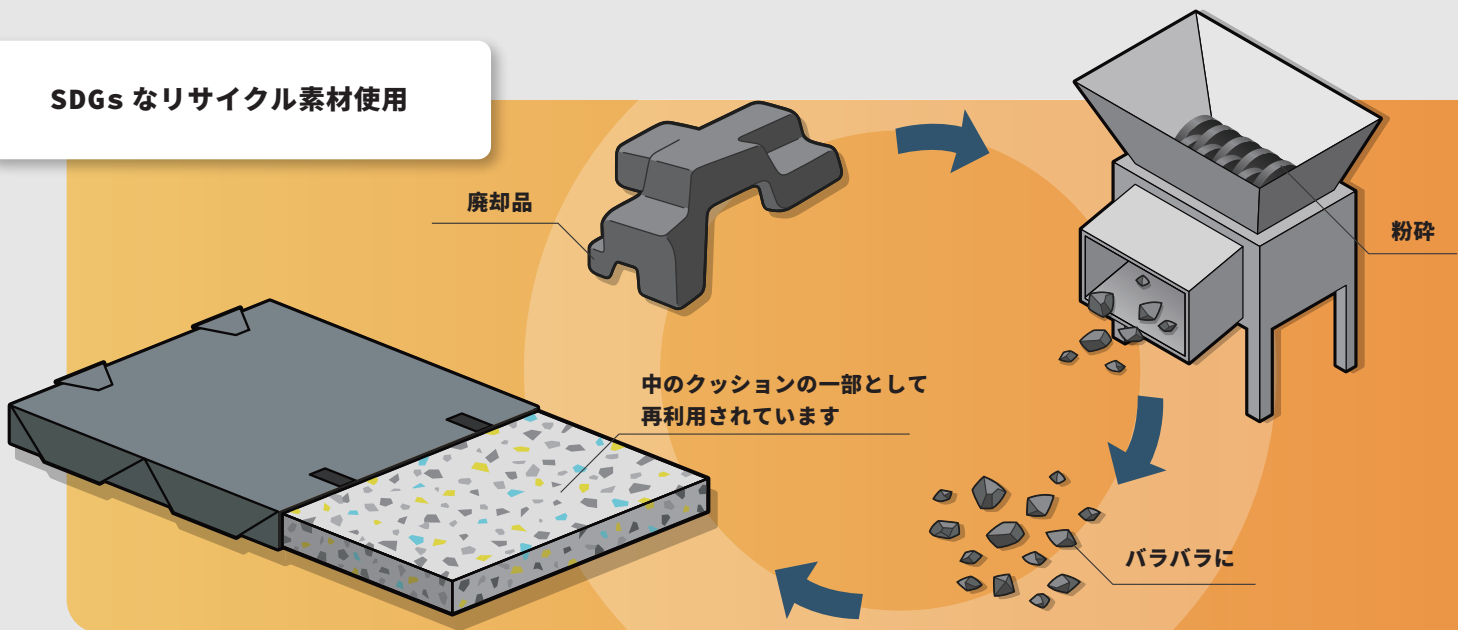 SDGs なリサイクル素材使用
廃却品
粉砕
中のクッションの一部として
再利用されています
バラバラに